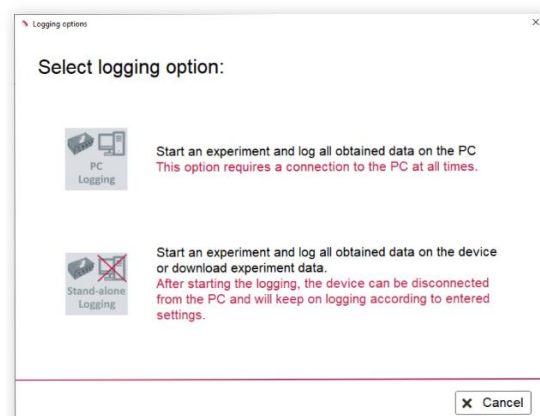 Logging options
Select logging option:
PC
Logging
Start an experiment and log all obtained data on the PC
This option requires a connection to the PC at all times.
Stand-alone
Logging
Start an experiment and log all obtained data on the device
or download experiment data.
After starting the logging, the device can be disconnected
from the PC and will keep on logging according to entered
settings.
Cancel